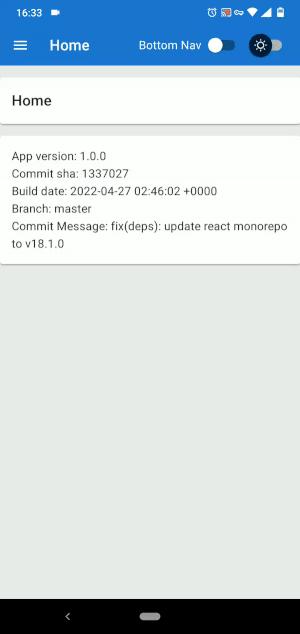 16:33
Home
Bottom Nav
Home
App version: 1.0.0
Commit sha: 1337027
Build date: 2022-04-27 02:46:02 +0000
Branch: master
Commit Message: fix(deps): update react monorepo
to v18.1.0